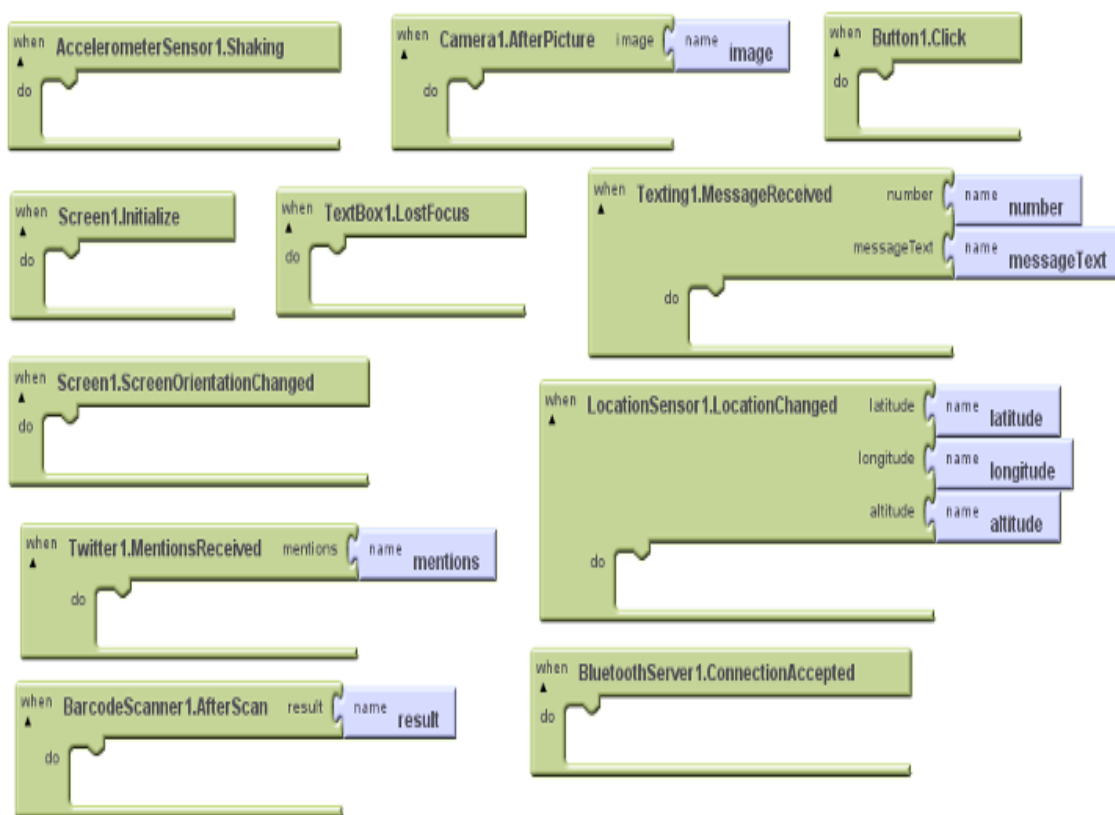 when AccelerometerSensor1.Shaking
do
when Camera1.AfterPicture image name image
do
when Button1.Click
do
when Screen1.Initialize
do
when TextBox1.LostFocus
do
when Texting1.MessageReceived number name number
messageText name messageText
do
when Screen1.ScreenOrientationChanged
do
when LocationSensor1.LocationChanged latitude name latitude
longitude name longitude
altitude name altitude
do
when Twitter1.MentionsReceived mentions name mentions
do
when BarcodeScanner1.AfterScan result name result
do
when BluetoothServer1.ConnectionAccepted
do